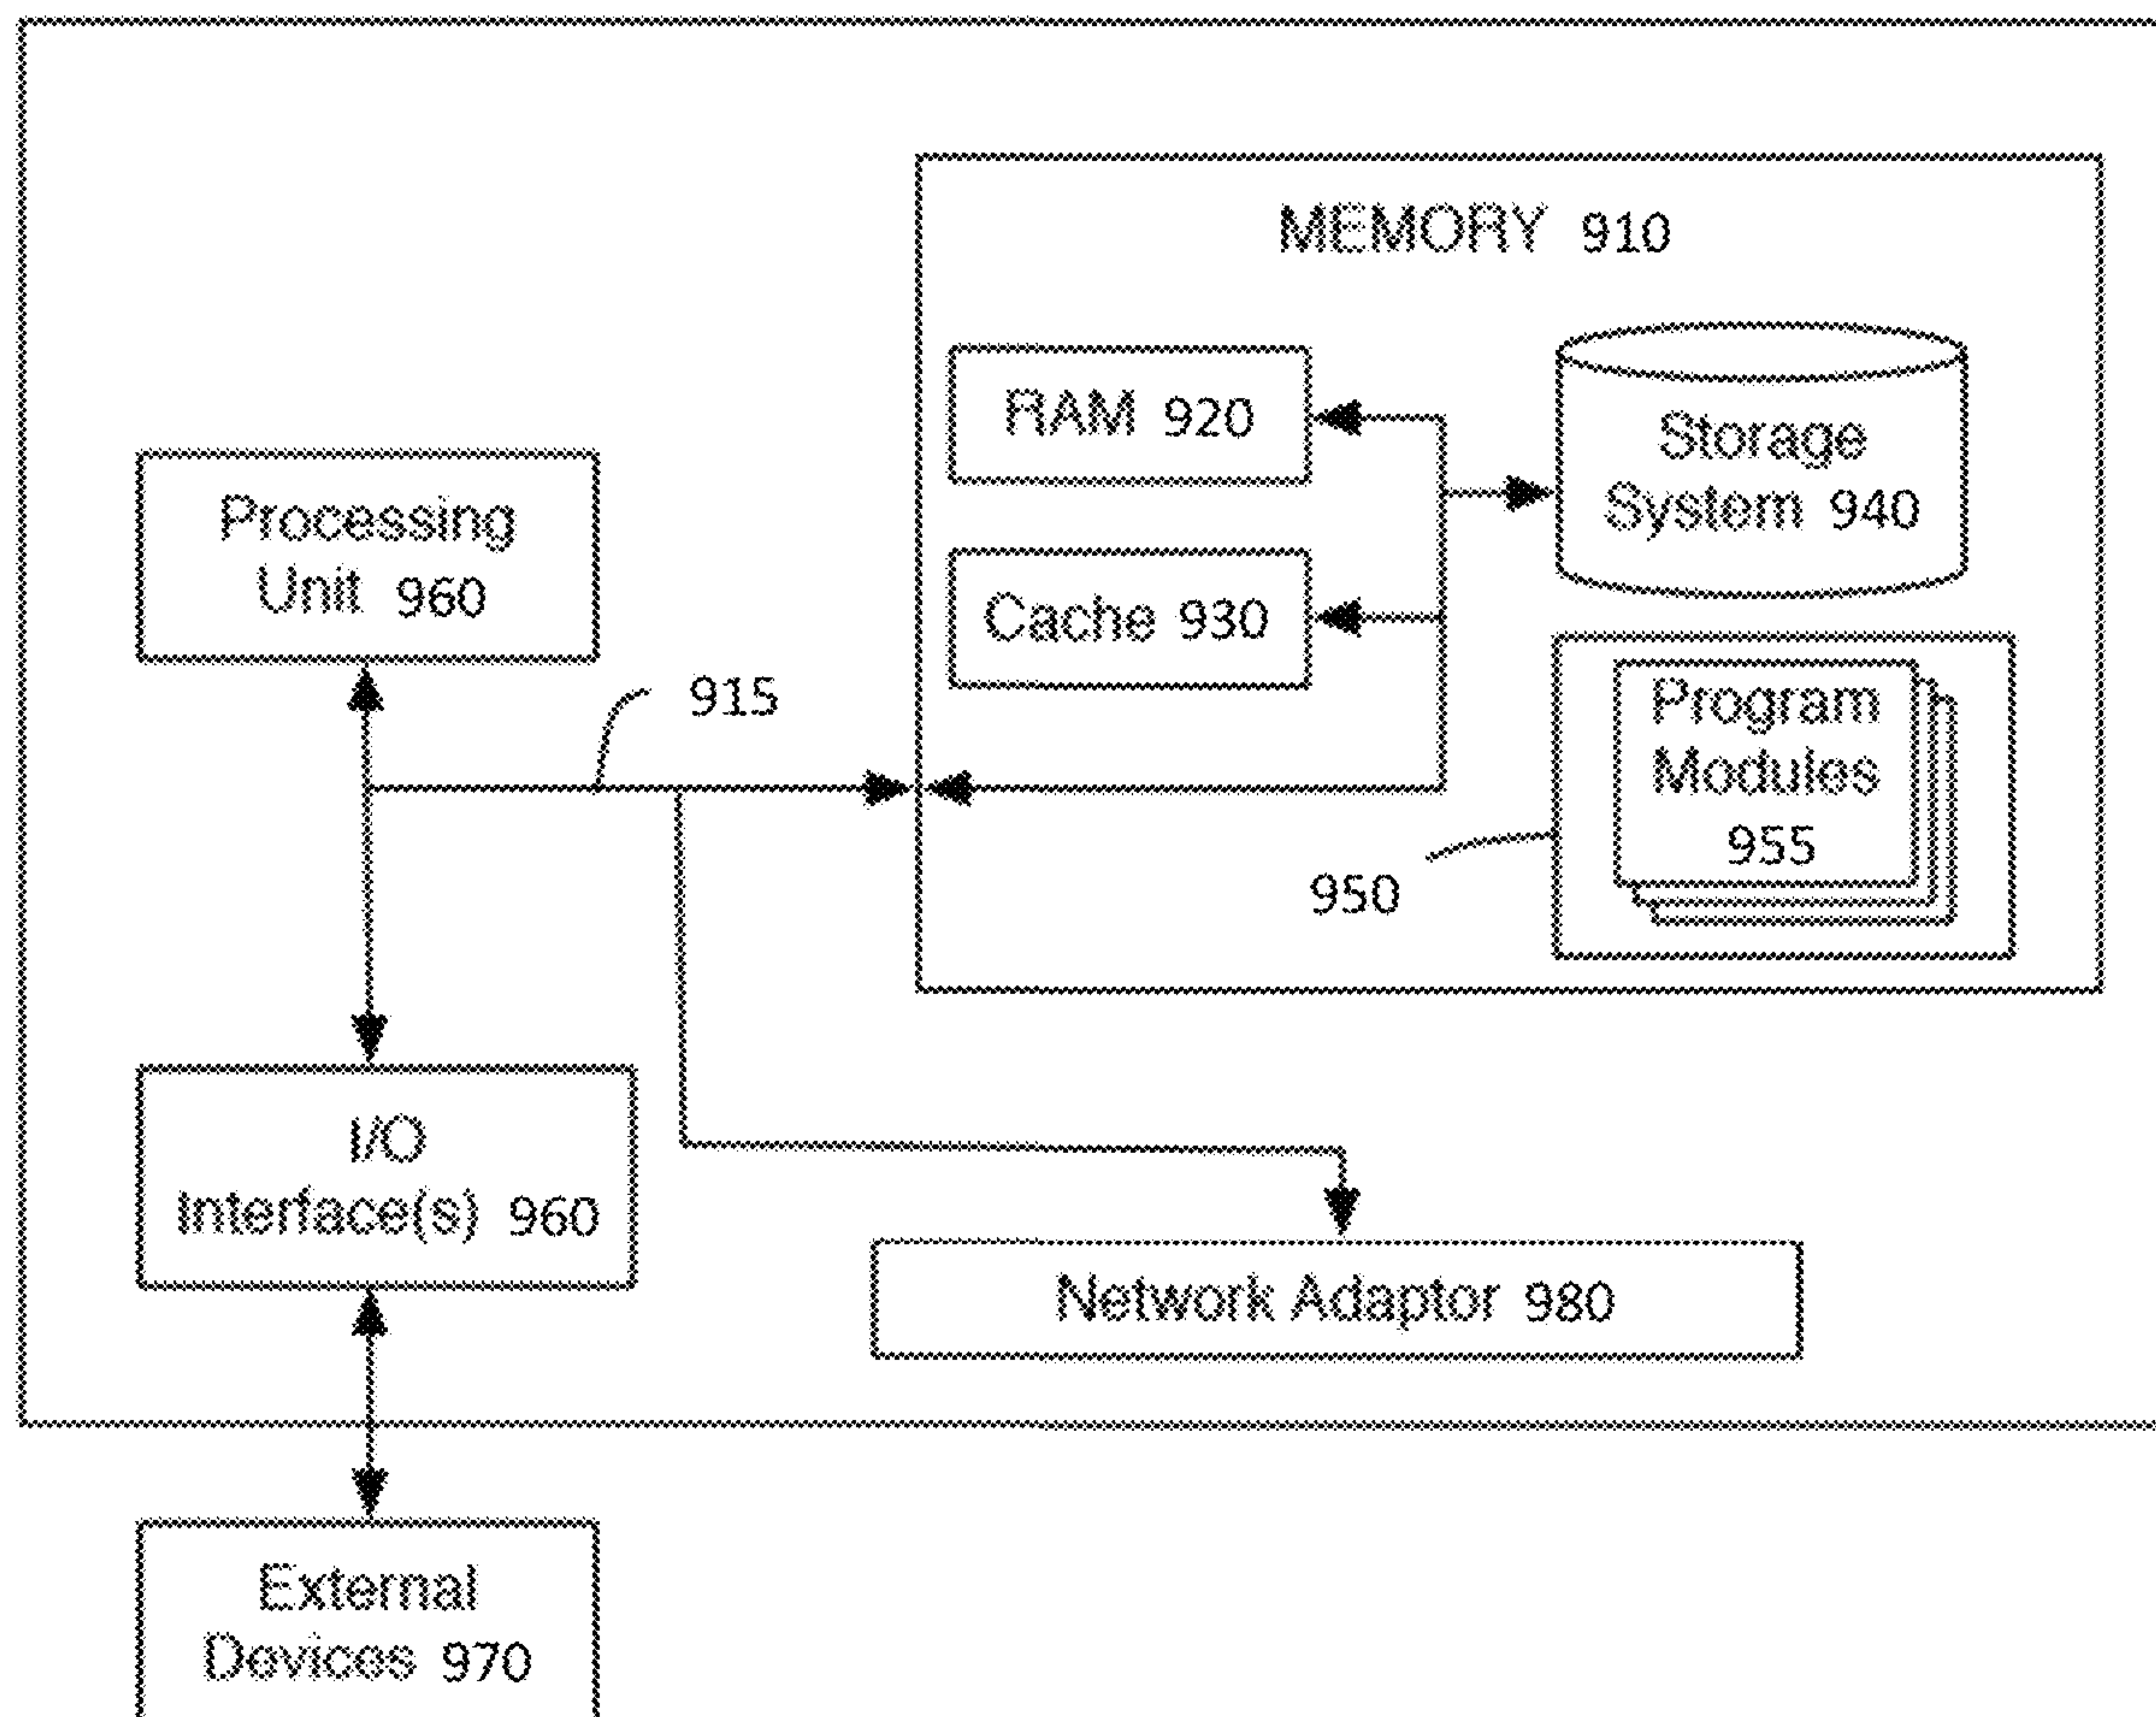 MEMORY 910
RAM 920
Storage
System 940
Processing
Unit 960
Cache 930
915
Program
Modules
955
950
I/O
Interface(s) 960
Network Adaptor 980
External
Devices 970